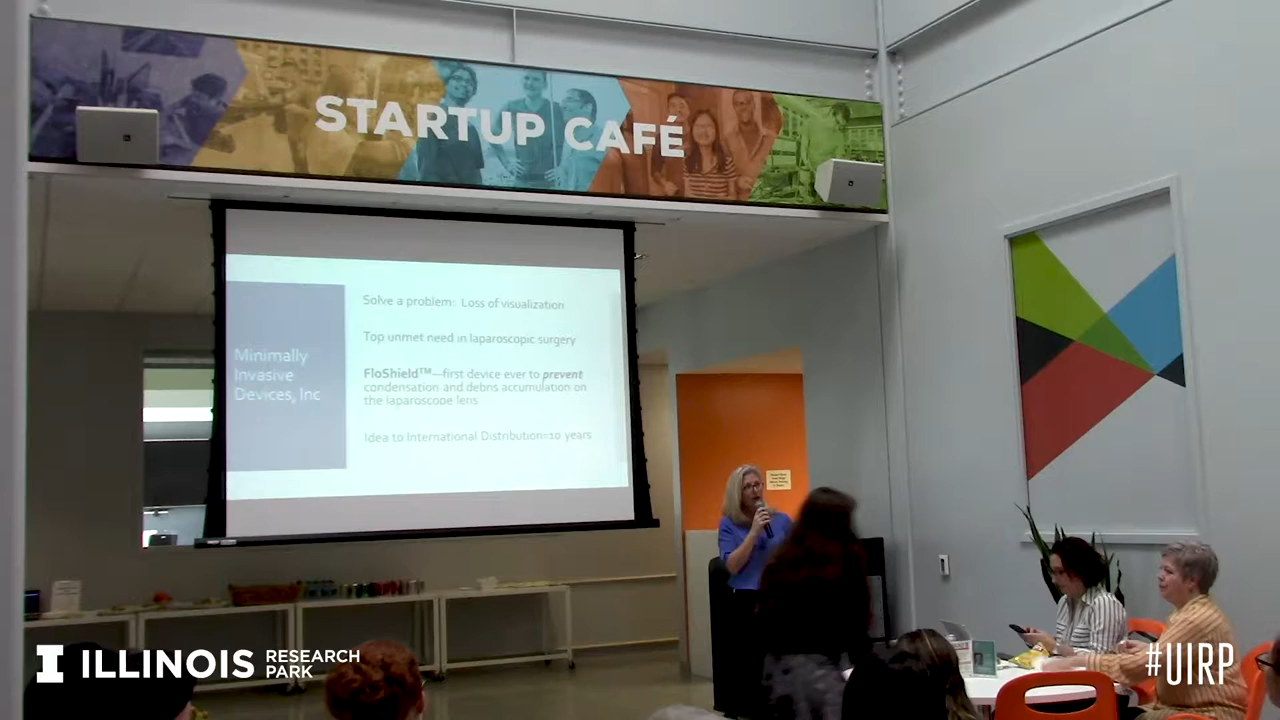 STARTUP CAFÉ
Minimally
Invasive
Devices, Inc
Solve a problem: Loss of visualization
Top unmet need in laparoscopic surgery
FloShield™—first device ever to prevent
condensation and debris accumulation on
the laparoscope lens
Idea to International Distribution=10 years
I ILLINOIS RESEARCH
PARK
#UIRP